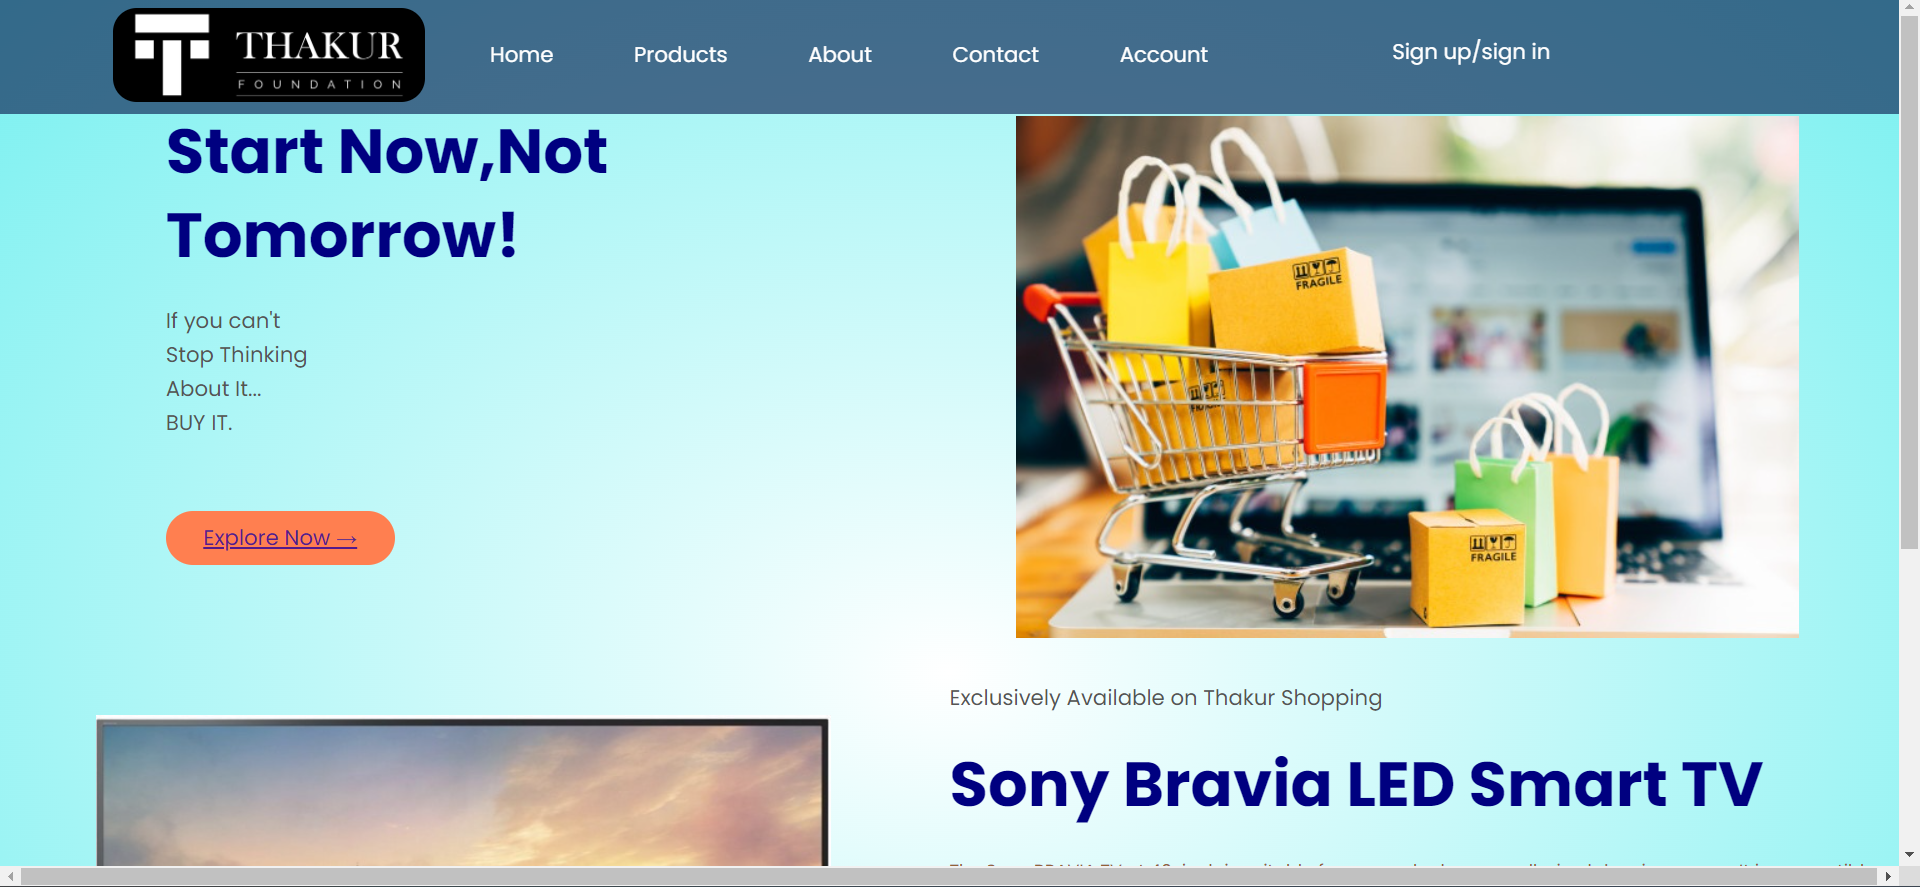 THAKUR
FOUNDATION
Home Products About Contact Account Sign up/sign in
Start Now,Not
Tomorrow!
If you can't
Stop Thinking
About It...
BUY IT.
Explore Now →
FRAGILE
FRAGILE
Exclusively Available on Thakur Shopping
Sony Bravia LED Smart TV